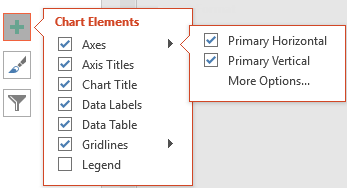 Chart Elements
Axes
Axis Titles
Chart Title
Data Labels
Data Table
Gridlines
Legend
Primary Horizontal
Primary Vertical
More Options...